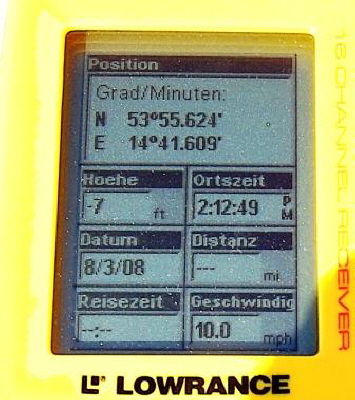 Position
Grad/Minuten:
N 53°55.624'
E 14°41.609'
Hoehe Ortszeit
-7 ft 2:12:49 PM
Datum Distanz
8/3/08 --- mi
Reisezeit Geschwindig
--:-- 10.0 mph
LOWRANCE
16 CHANNEL RECEIVER